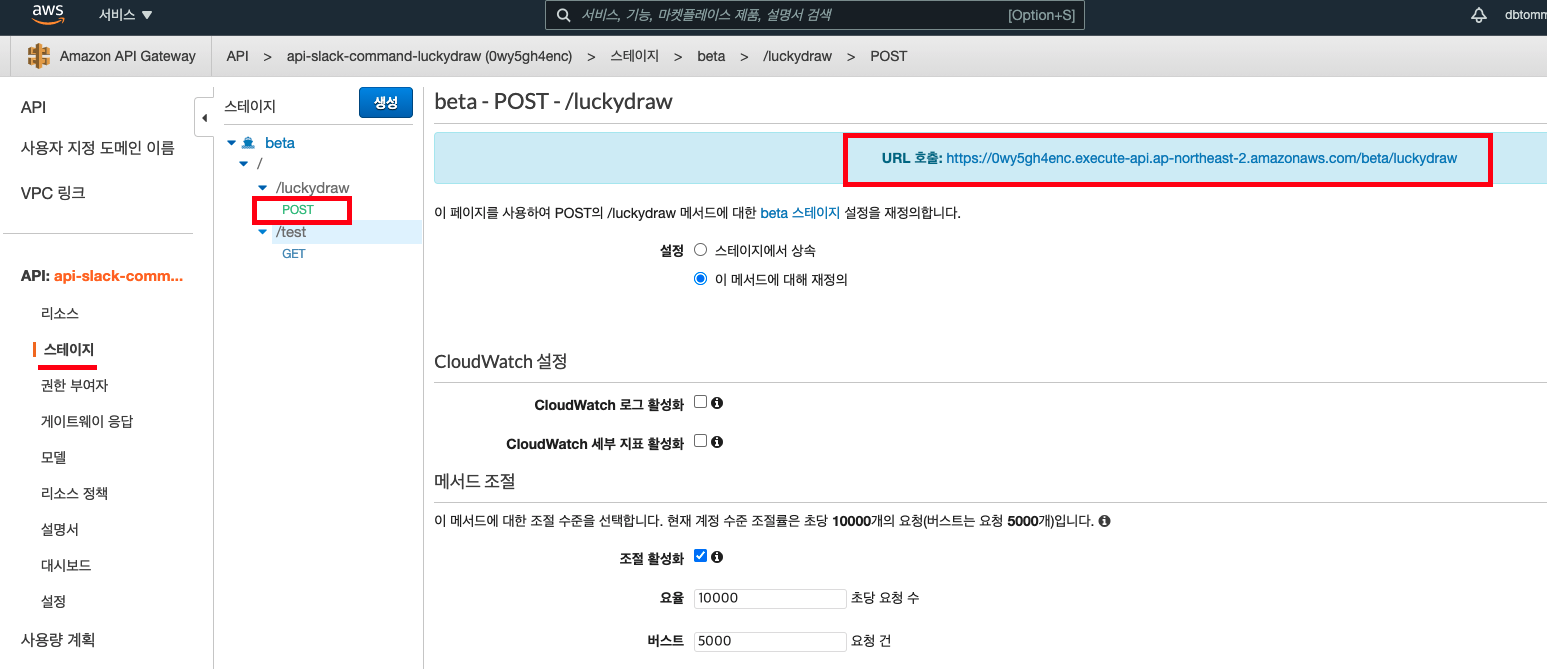 aws 서비스 ▼ 서비스, 기능, 마켓플레이스 제품, 설명서 검색 [Option+S] dbtomm
Amazon API Gateway API > api-slack-command-luckydraw (0wy5gh4enc) > 스테이지 > beta > /luckydraw > POST
API
사용자 지정 도메인 이름
VPC 링크
API: api-slack-comm...
리소스
스테이지
권한 부여자
게이트웨이 응답
모델
리소스 정책
설명서
대시보드
설정
사용량 계획
스테이지 생성
beta
/
/luckydraw
POST
/test
GET
beta - POST - /luckydraw
URL 호출: https://0wy5gh4enc.execute-api.ap-northeast-2.amazonaws.com/beta/luckydraw
이 페이지를 사용하여 POST의 /luckydraw 메서드에 대한 beta 스테이지 설정을 재정의합니다.
설정 스테이지에서 상속
이 메서드에 대해 재정의
CloudWatch 설정
CloudWatch 로그 활성화
CloudWatch 세부 지표 활성화
메서드 조절
이 메서드에 대한 조절 수준을 선택합니다. 현재 계정 수준 조절률은 초당 10000개의 요청(버스트는 요청 5000개)입니다.
조절 활성화
요율 10000 초당 요청 수
버스트 5000 요청 건